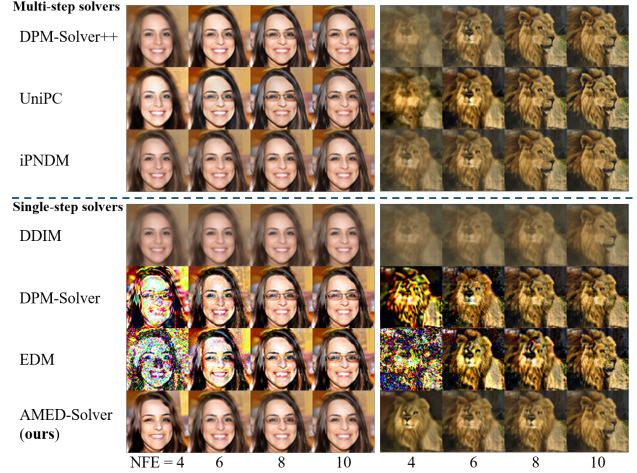 Multi-step solvers
DPM-Solver++
UniPC
iPNDM
Single-step solvers
DDIM
DPM-Solver
EDM
AMED-Solver
(ours)
NFE = 4 6 8 10 4 6 8 10